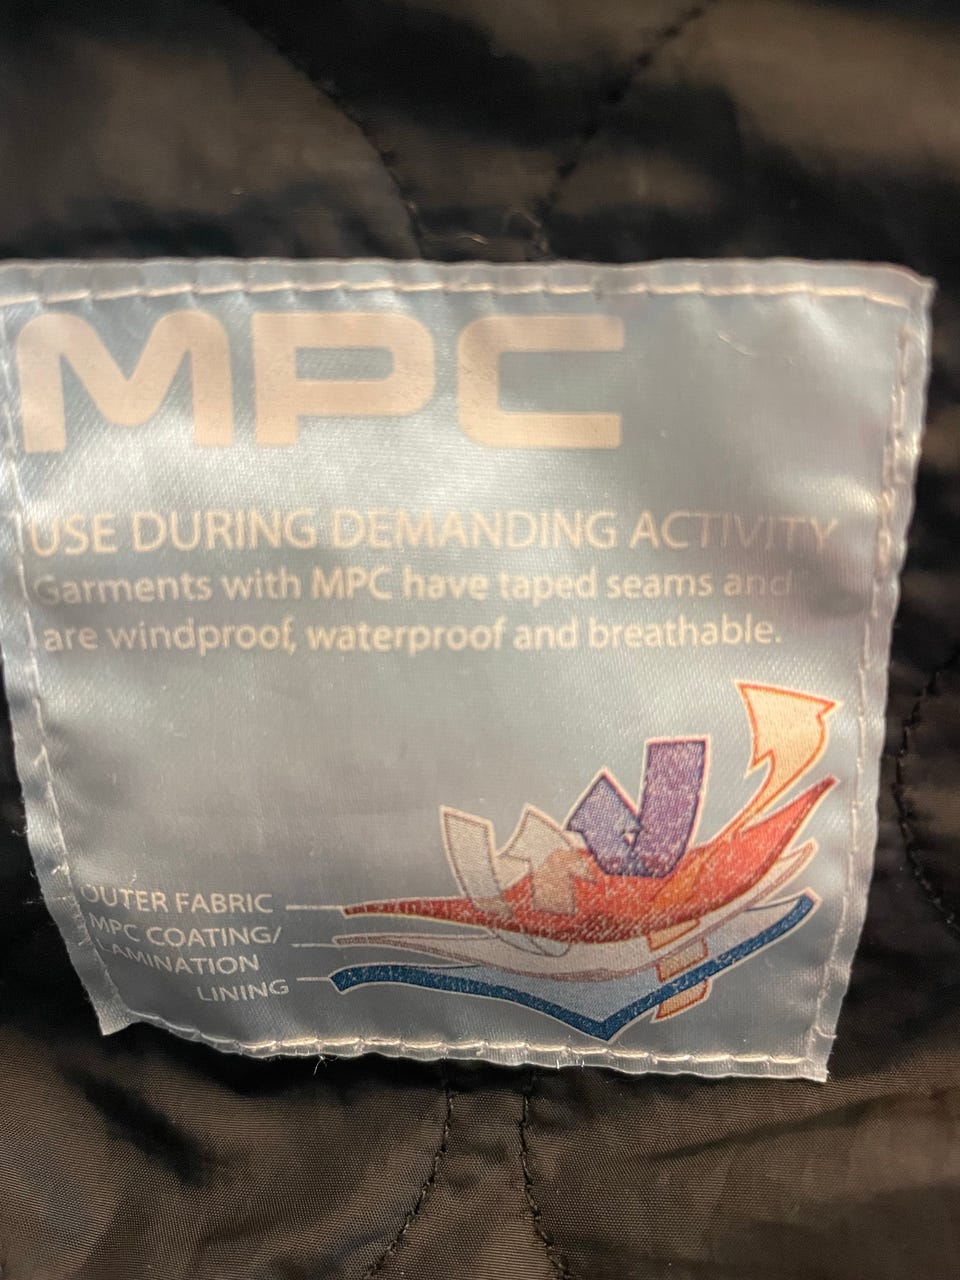 MPC
USE DURING DEMANDING ACTIVITY
Garments with MPC have taped seams and
are windproof, waterproof and breathable.
OUTER FABRIC
MPC COATING/
LAMINATION
LINING